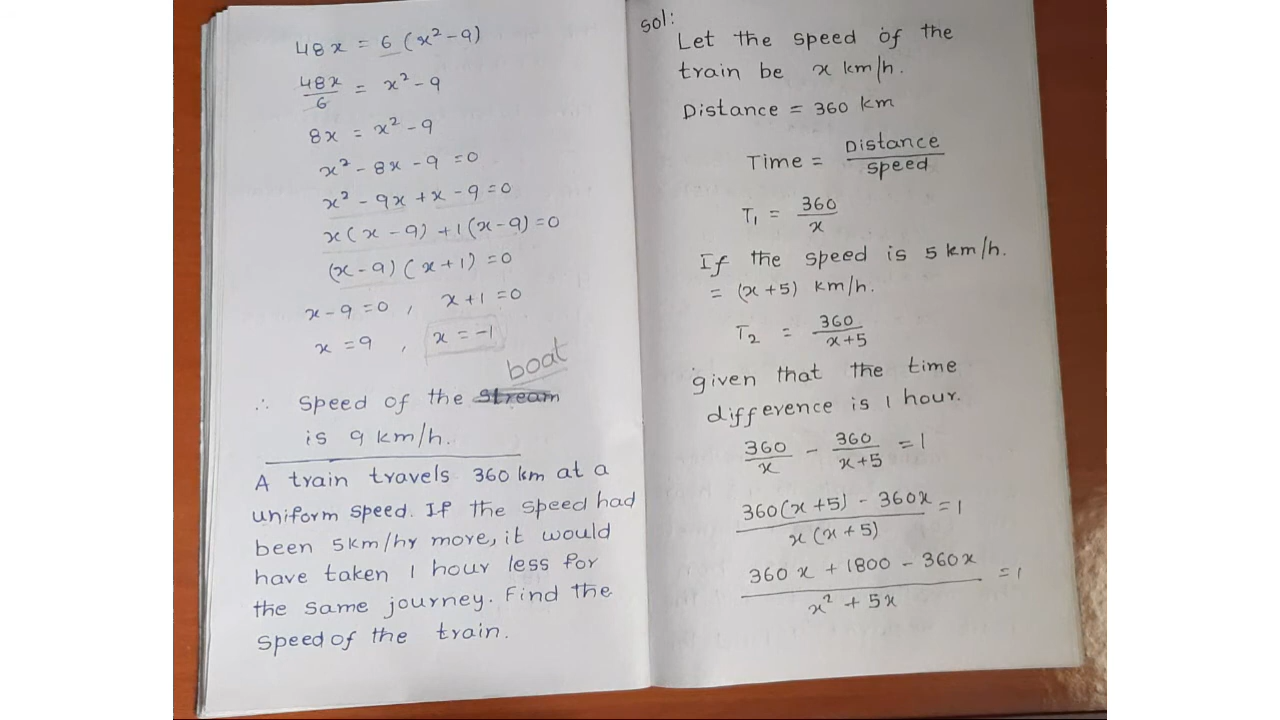 48x = 6 (x² - 9)
48x/6 = x² - 9
8x = x² - 9
x² - 8x - 9 = 0
x² - 9x + x - 9 = 0
x(x - 9) + 1(x - 9) = 0
(x - 9) (x + 1) = 0
x - 9 = 0 , x + 1 = 0
x = 9 , x = -1
boat
∴ Speed of the stream
is 9 km/h.
A train travels 360 km at a
uniform speed. If the speed had
been 5km/hr more, it would
have taken 1 hour less for
the same journey. Find the
speed of the train.
sol:
Let the speed of the
train be x km/h.
Distance = 360 km
Time = Distance/speed
T₁ = 360/x
If the speed is 5 km/h.
= (x + 5) km/h.
T₂ = 360/x+5
given that the time
difference is 1 hour.
360/x - 360/x+5 = 1
360(x + 5) - 360x/x(x + 5) = 1
360x + 1800 - 360x/x² + 5x = 1